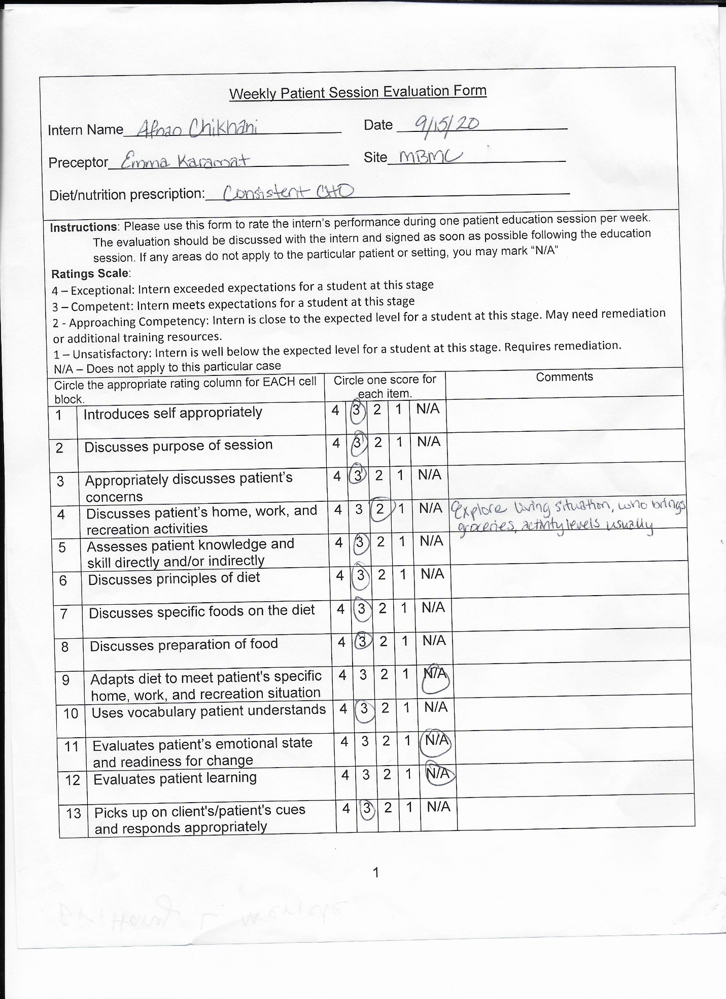 Weekly Patient Session Evaluation Form
Intern Name Afnan Chikhani Date 9/15/20
Preceptor Emma Karamat Site MBMC
Diet/nutrition prescription: Consistent CHO
Instructions: Please use this form to rate the intern's performance during one patient education session per week.
The evaluation should be discussed with the intern and signed as soon as possible following the education
session. If any areas do not apply to the particular patient or setting, you may mark "N/A"
Ratings Scale:
4 – Exceptional: Intern exceeded expectations for a student at this stage
3 – Competent: Intern meets expectations for a student at this stage
2 - Approaching Competency: Intern is close to the expected level for a student at this stage. May need remediation
or additional training resources.
1 – Unsatisfactory: Intern is well below the expected level for a student at this stage. Requires remediation.
N/A – Does not apply to this particular case
Circle the appropriate rating column for EACH cell
block.
Circle one score for
each item.
Comments
1 Introduces self appropriately 4 3 2 1 N/A
2 Discusses purpose of session 4 3 2 1 N/A
3 Appropriately discusses patient's
concerns
4 3 2 1 N/A
4 Discusses patient's home, work, and
recreation activities
4 3 2 1 N/A
Explore living situation, who brings
groceries, activity levels usually
5 Assesses patient knowledge and
skill directly and/or indirectly
4 3 2 1 N/A
6 Discusses principles of diet 4 3 2 1 N/A
7 Discusses specific foods on the diet 4 3 2 1 N/A
8 Discusses preparation of food 4 3 2 1 N/A
9 Adapts diet to meet patient's specific
home, work, and recreation situation
4 3 2 1 N/A
10 Uses vocabulary patient understands 4 3 2 1 N/A
11 Evaluates patient's emotional state
and readiness for change
4 3 2 1 N/A
12 Evaluates patient learning 4 3 2 1 N/A
13 Picks up on client's/patient's cues
and responds appropriately
4 3 2 1 N/A
1